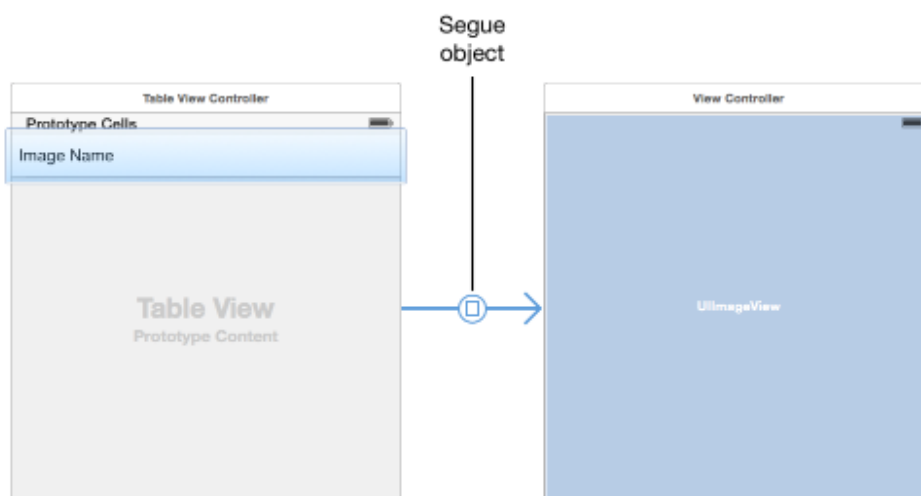 Segue
object
Table View Controller
Prototype Cells
Image Name
Table View
Prototype Content
View Controller
UIImageView